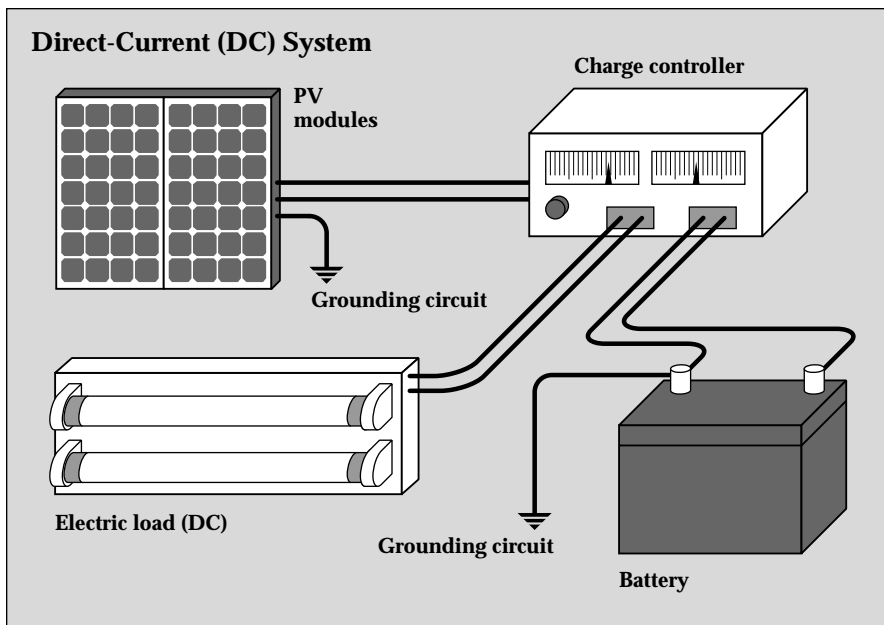 Direct-Current (DC) System
Charge controller
PV
modules
Grounding circuit
Electric load (DC)
Grounding circuit
Battery